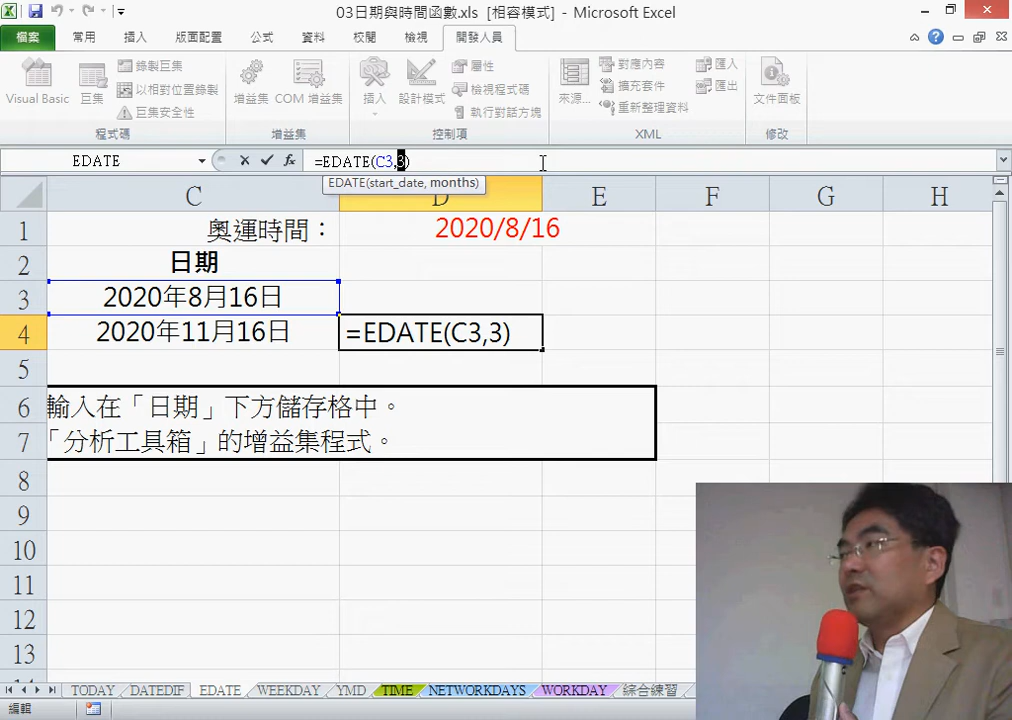 03日期與時間函數.xls [相容模式] - Microsoft Excel
檔案 常用 插入 版面配置 公式 資料 校閱 檢視 開發人員
Visual Basic 巨集 錄製巨集 以相對位置錄製 巨集安全性
增益集 COM 增益集
插入 設計模式 屬性 檢視程式碼 執行對話方塊
來源... 對應內容 擴充套件 重新整理資料 匯入 匯出
文件面板
程式碼 增益集 控制項 XML 修改
EDATE fx =EDATE(C3,3)
EDATE(start_date, months)
C D E F G H
1 奧運時間： 2020/8/16
2 日期
3 2020年8月16日
4 2020年11月16日 =EDATE(C3,3)
5
6 輸入在「日期」下方儲存格中。
7 「分析工具箱」的增益集程式。
8
9
10
11
12
13
TODAY DATEDIF EDATE WEEKDAY YMD TIME NETWORKDAYS WORKDAY 綜合練習
編輯